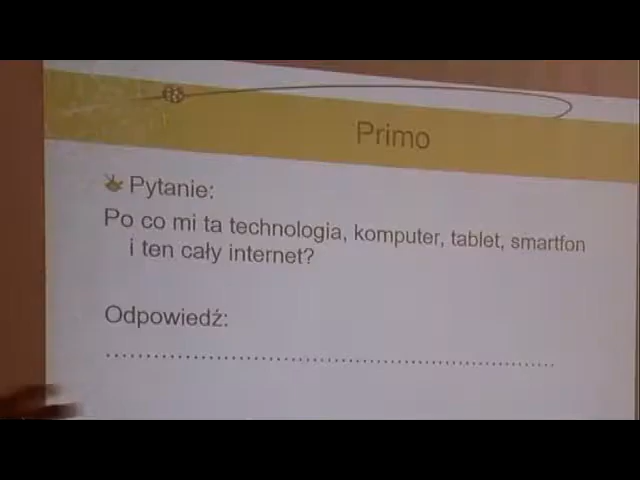 Primo
Pytanie:
Po co mi ta technologia, komputer, tablet, smartfon
i ten cały internet?
Odpowiedź:
............................................................